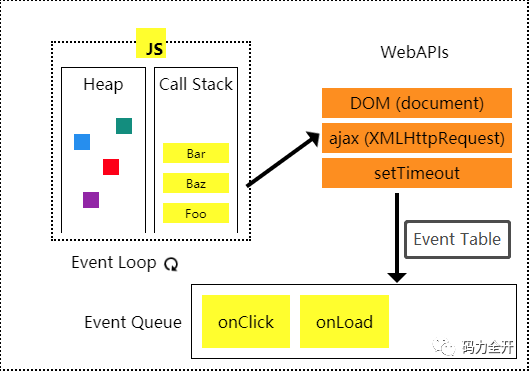 JS
Heap
Call Stack
Bar
Baz
Foo
WebAPIs
DOM (document)
ajax (XMLHttpRequest)
setTimeout
Event Loop
Event Table
Event Queue
onClick
onLoad
码力全开